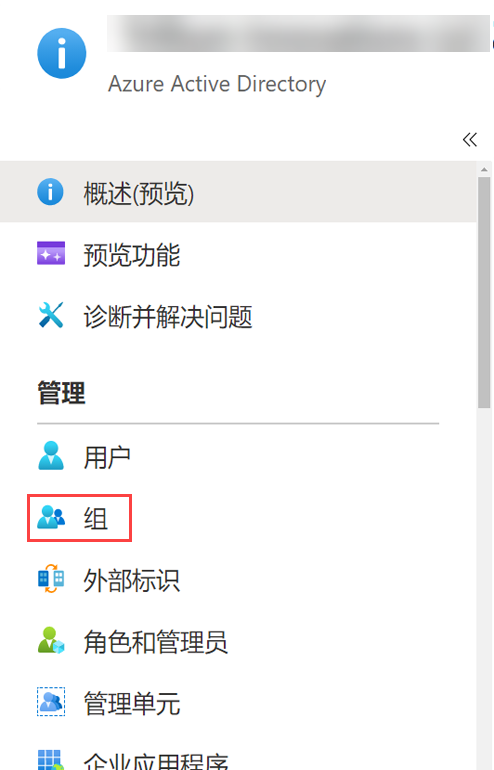 Azure Active Directory
概述(预览)
预览功能
诊断并解决问题
管理
用户
组
外部标识
角色和管理员
管理单元
企业应用程序